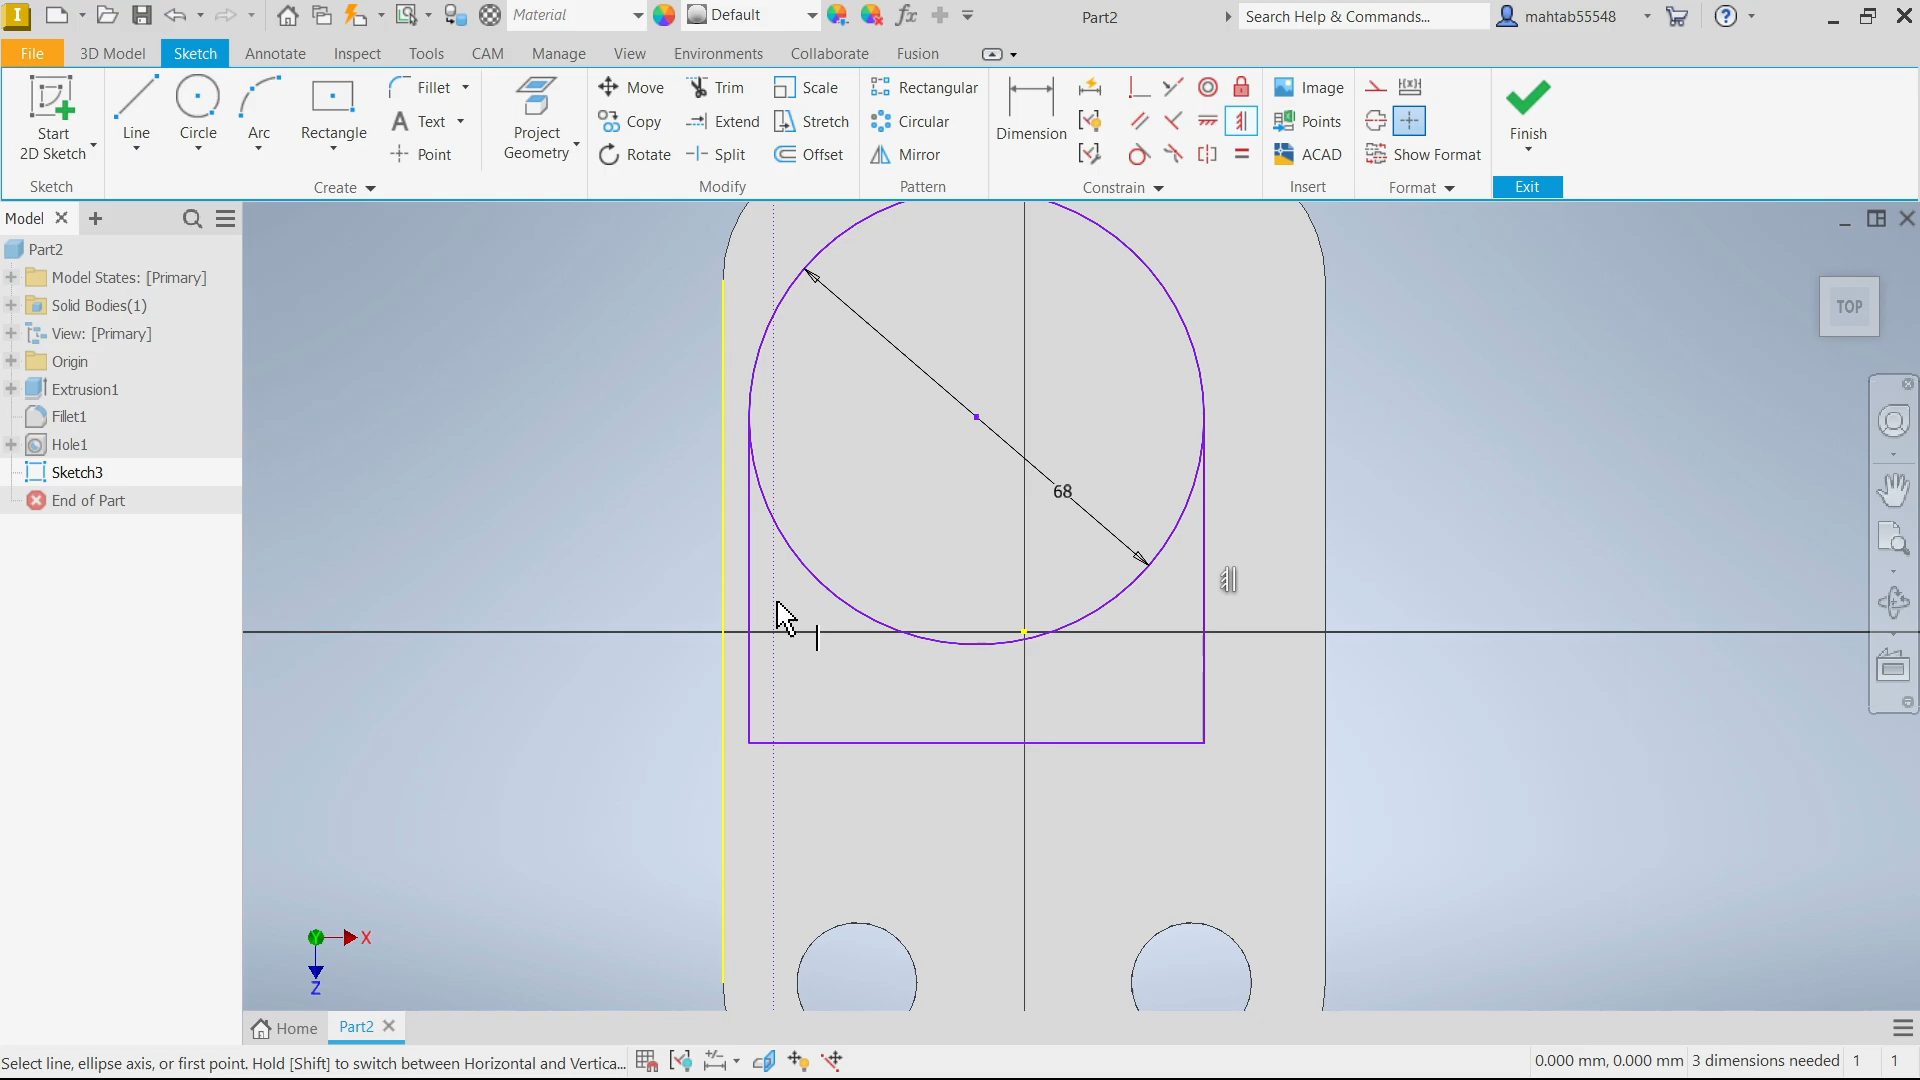 I Material Default Part2 Search Help & Commands... mahtab55548
File 3D Model Sketch Annotate Inspect Tools CAM Manage View Environments Collaborate Fusion
Start
2D Sketch
Line
Circle
Arc
Rectangle
Fillet
Text
Point
Project
Geometry
Move Trim Scale
Copy Extend Stretch
Rotate Split Offset
Rectangular
Circular
Mirror
Dimension
Image
Points
ACAD
Show Format
Finish
Sketch Create Modify Pattern Constrain Insert Format Exit
Model
Part2
Model States: [Primary]
Solid Bodies(1)
View: [Primary]
Origin
Extrusion1
Fillet1
Hole1
Sketch3
End of Part
TOP
68
Y
X
Z
Home Part2
Select line, ellipse axis, or first point. Hold [Shift] to switch between Horizontal and Vertica...
0.000 mm, 0.000 mm 3 dimensions needed 1 1